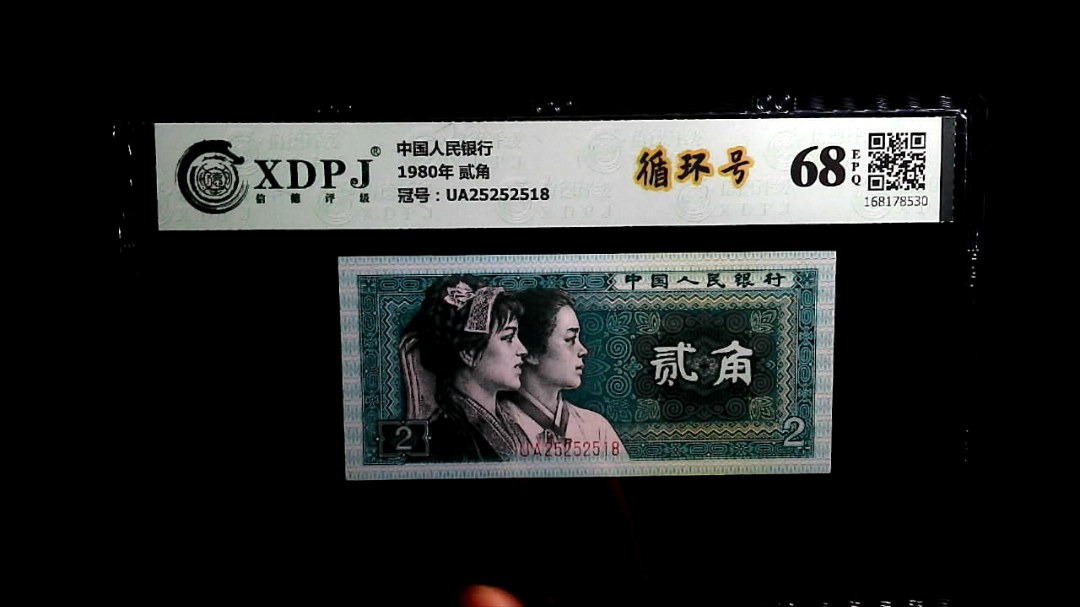 XDPJ®
信德评级
中国人民银行
1980年 贰角
冠号：UA25252518
循环号
68
EPQ
168178530
中国人民银行
贰角
2
2
UA25252518